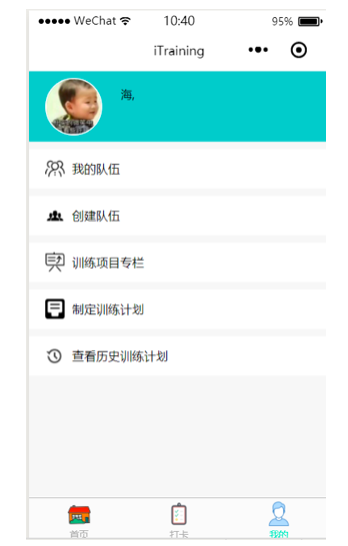 WeChat 10:40 95%
iTraining
海,
我的队伍
创建队伍
训练项目专栏
制定训练计划
查看历史训练计划
首页 打卡 我的